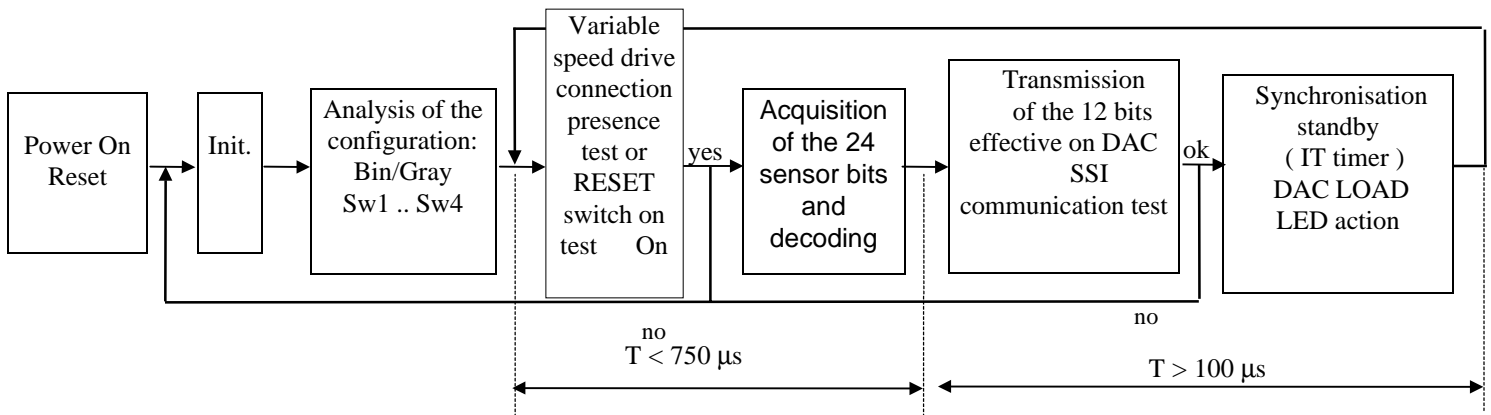 Power On
Reset
Init.
Analysis of the
configuration:
Bin/Gray
Sw1 .. Sw4
Variable
speed drive
connection
presence
test or
RESET
switch on
test On
yes
Acquisition
of the 24
sensor bits
and
decoding
Transmission
of the 12 bits
effective on DAC
SSI
communication test
ok
Synchronisation
standby
( IT timer )
DAC LOAD
LED action
no
T < 750 μs
no
T > 100 μs